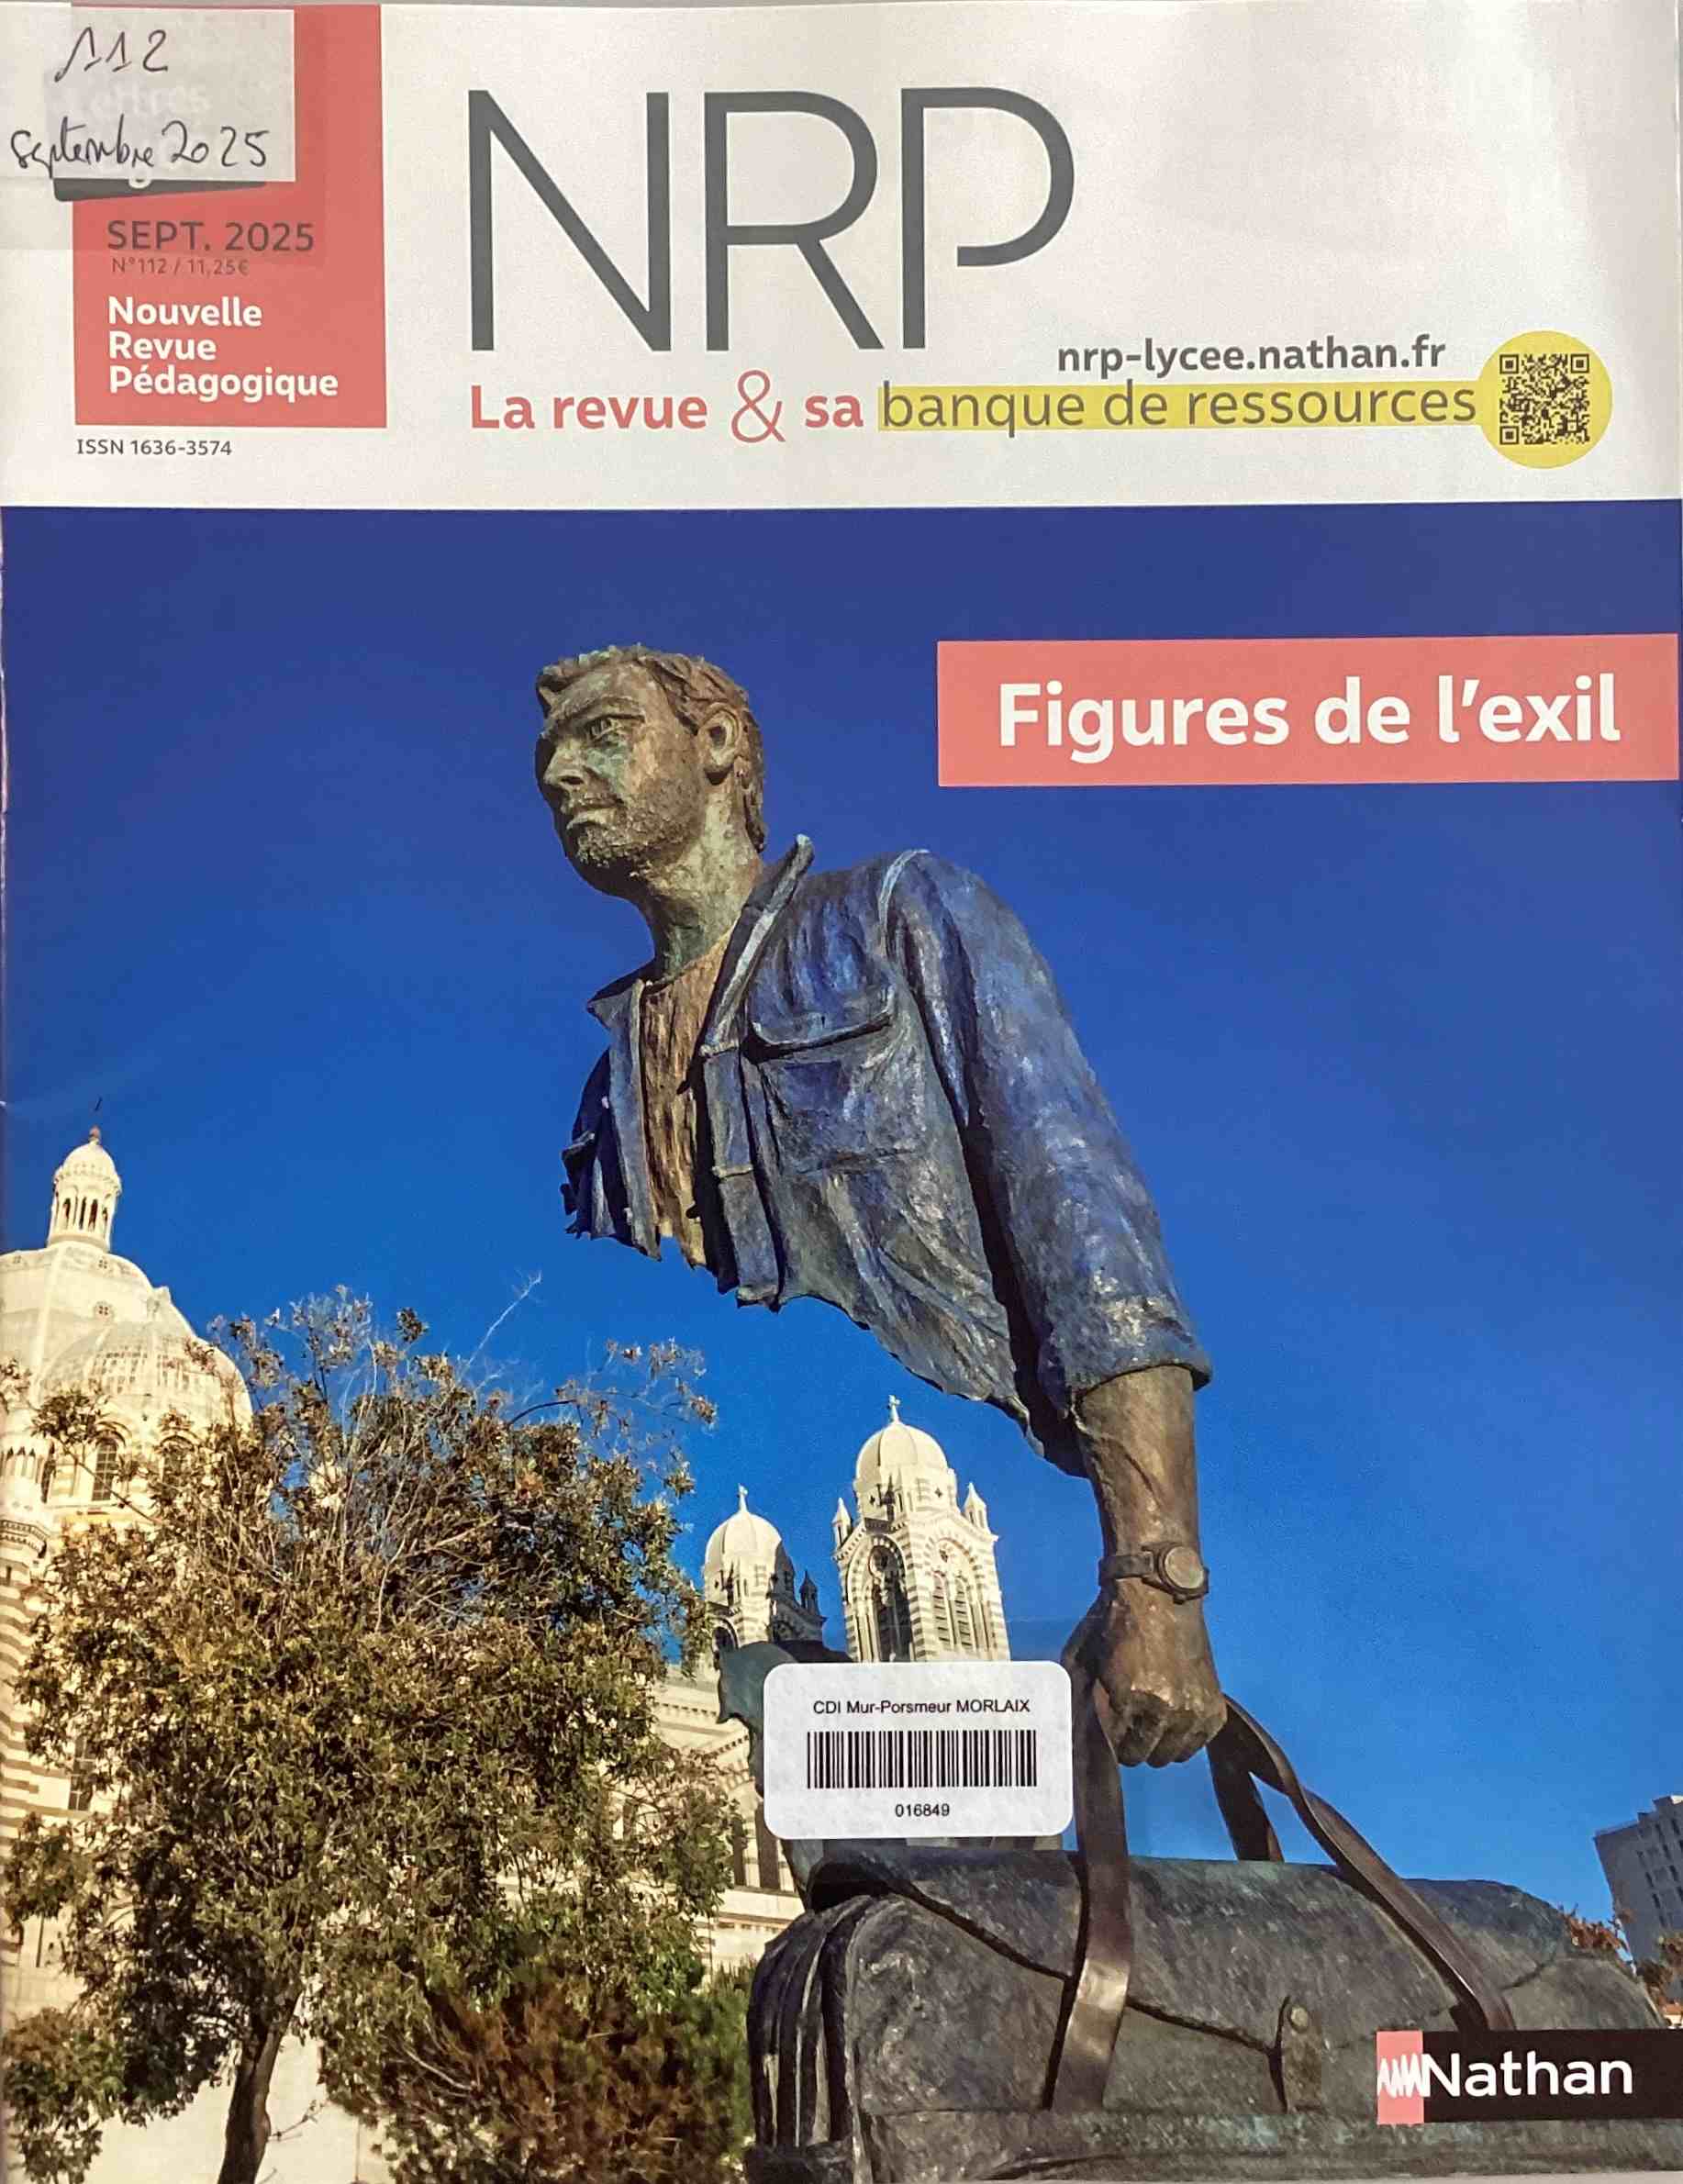 112
septembre 2025
Lettres
SEPT. 2025
N°112 / 11,25€
Nouvelle
Revue
Pédagogique
ISSN 1636-3574
NRP
nrp-lycee.nathan.fr
La revue & sa banque de ressources
Figures de l'exil
CDI Mur-Porsmeur MORLAIX
016849
Nathan